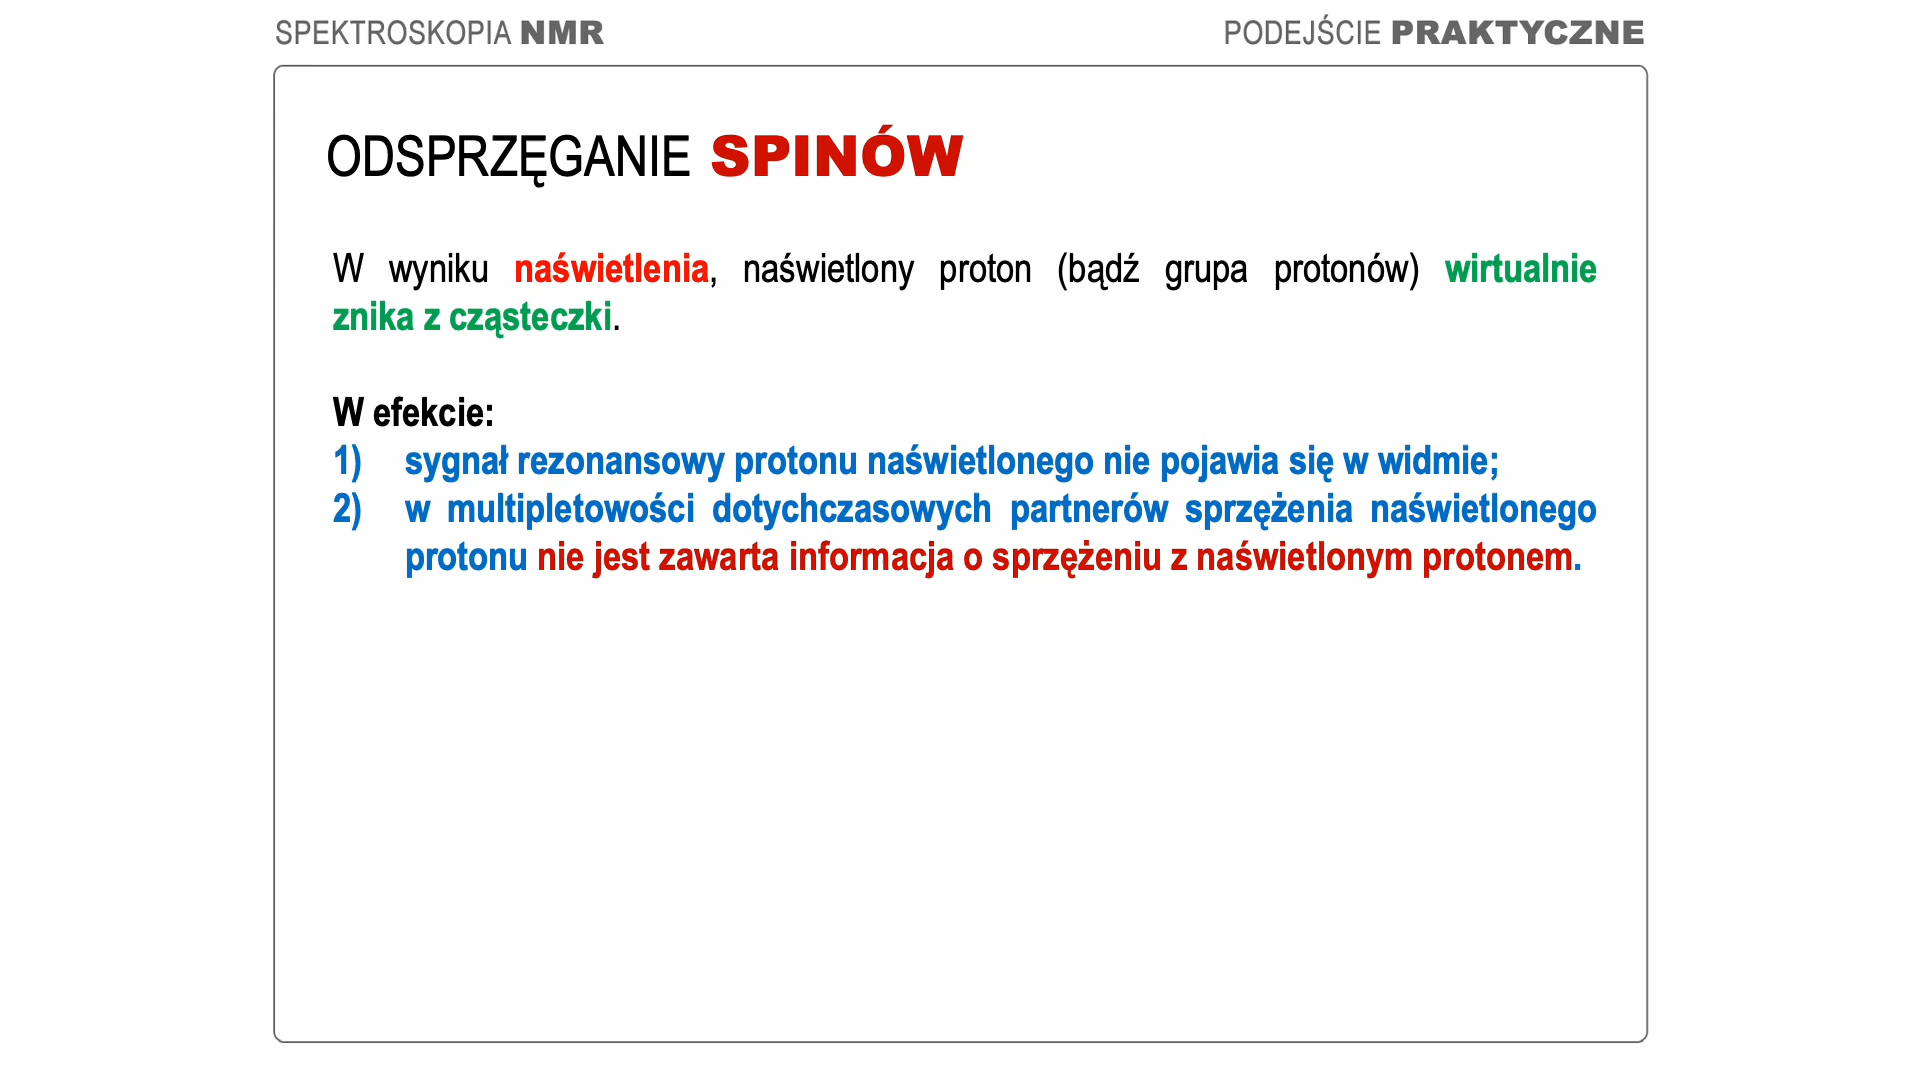 SPEKTROSKOPIA NMR
PODEJŚCIE PRAKTYCZNE
ODSPRZĘGANIE SPINÓW
W wyniku naświetlenia, naświetlony proton (bądź grupa protonów) wirtualnie
znika z cząsteczki.
W efekcie:
1) sygnał rezonansowy protonu naświetlonego nie pojawia się w widmie;
2) w multipletowości dotychczasowych partnerów sprzężenia naświetlonego
protonu nie jest zawarta informacja o sprzężeniu z naświetlonym protonem.